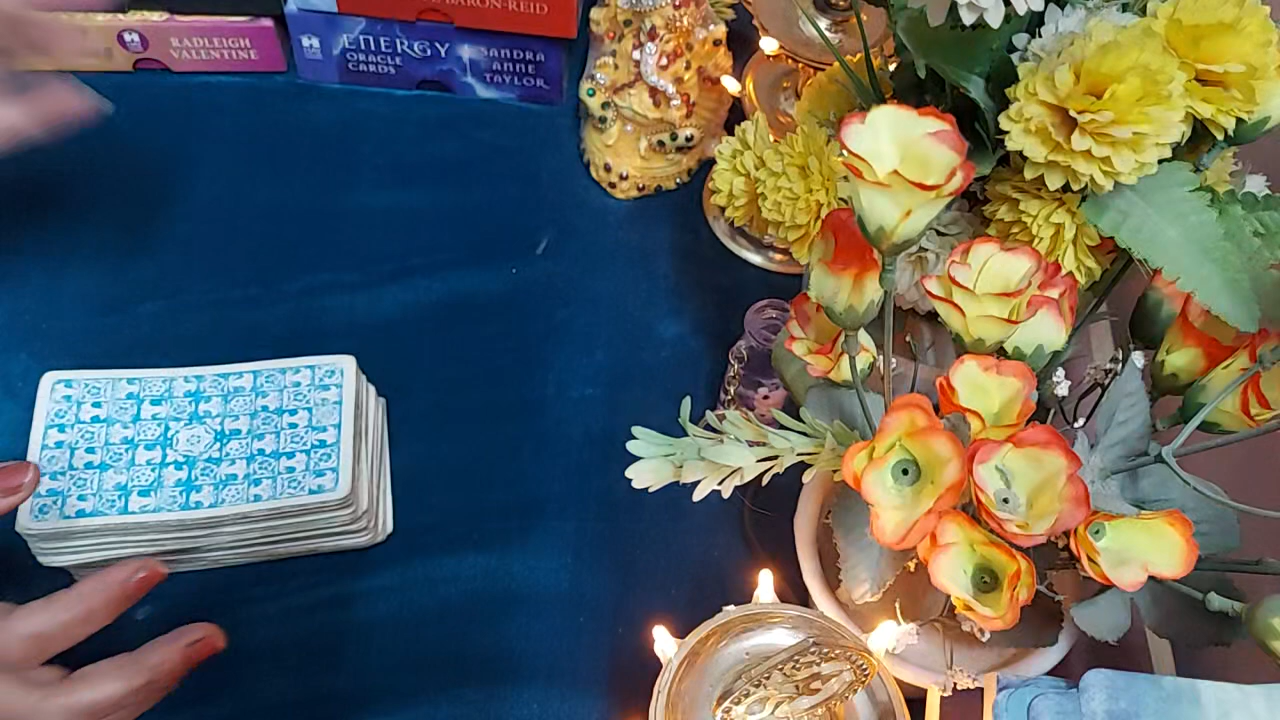 BARON-REID
RADLEIGH
VALENTINE
ENERGY
ORACLE
CARDS
SANDRA
ANNE
TAYLOR